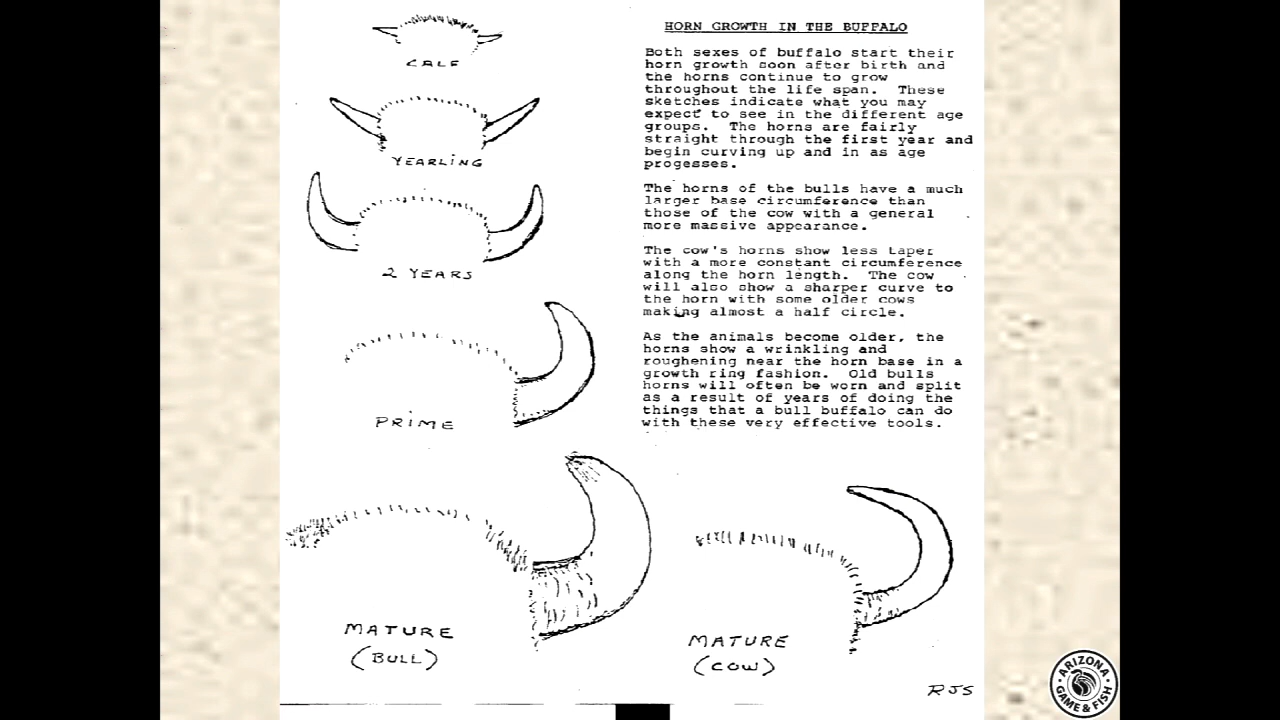 HORN GROWTH IN THE BUFFALO
Both sexes of buffalo start their
horn growth soon after birth and
the horns continue to grow
throughout the life span. These
sketches indicate what you may
expect to see in the different age
groups. The horns are fairly
straight through the first year and
begin curving up and in as age
progesses.
The horns of the bulls have a much
larger base circumference than
those of the cow with a general
more massive appearance.
The cow's horns show less taper
with a more constant circumference
along the horn length. The cow
will also show a sharper curve to
the horn with some older cows
making almost a half circle.
As the animals become older, the
horns show a wrinkling and
roughening near the horn base in a
growth ring fashion. Old bulls
horns will often be worn and split
as a result of years of doing the
things that a bull buffalo can do
with these very effective tools.
CALF
YEARLING
2 YEARS
PRIME
MATURE
(BULL)
MATURE
(COW)
RJS
ARIZONA
GAME & FISH